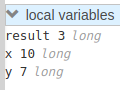 local variables
result 3 long
x 10 long
y 7 long